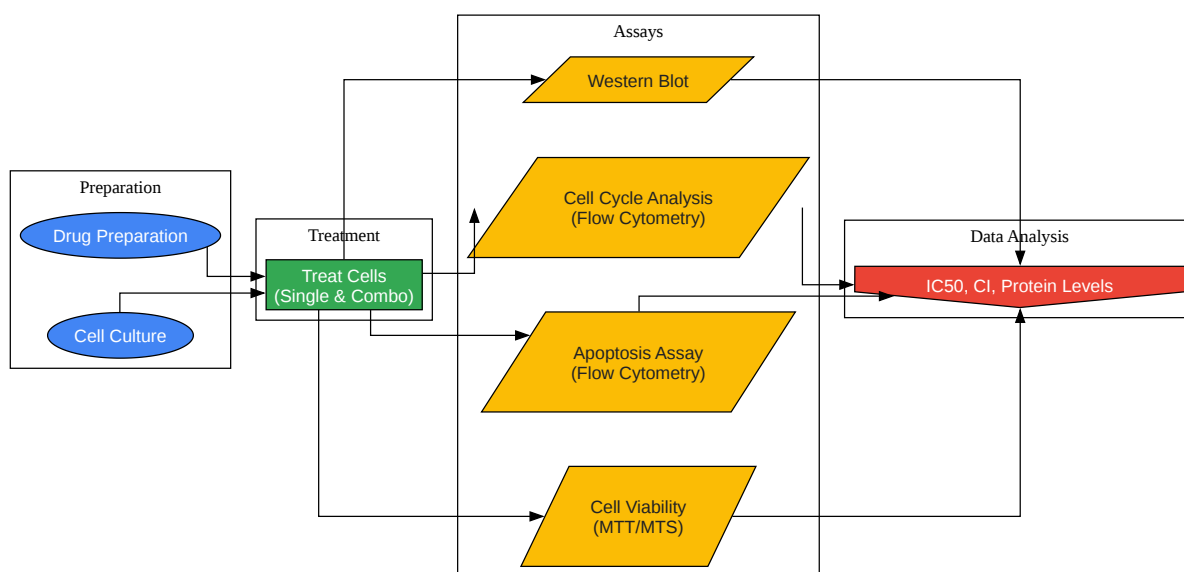 Assays
Western Blot
Cell Cycle Analysis
(Flow Cytometry)
Preparation
Drug Preparation
Cell Culture
Treatment
Treat Cells
(Single & Combo)
Data Analysis
IC50, CI, Protein Levels
Apoptosis Assay
(Flow Cytometry)
Cell Viability
(MTT/MTS)